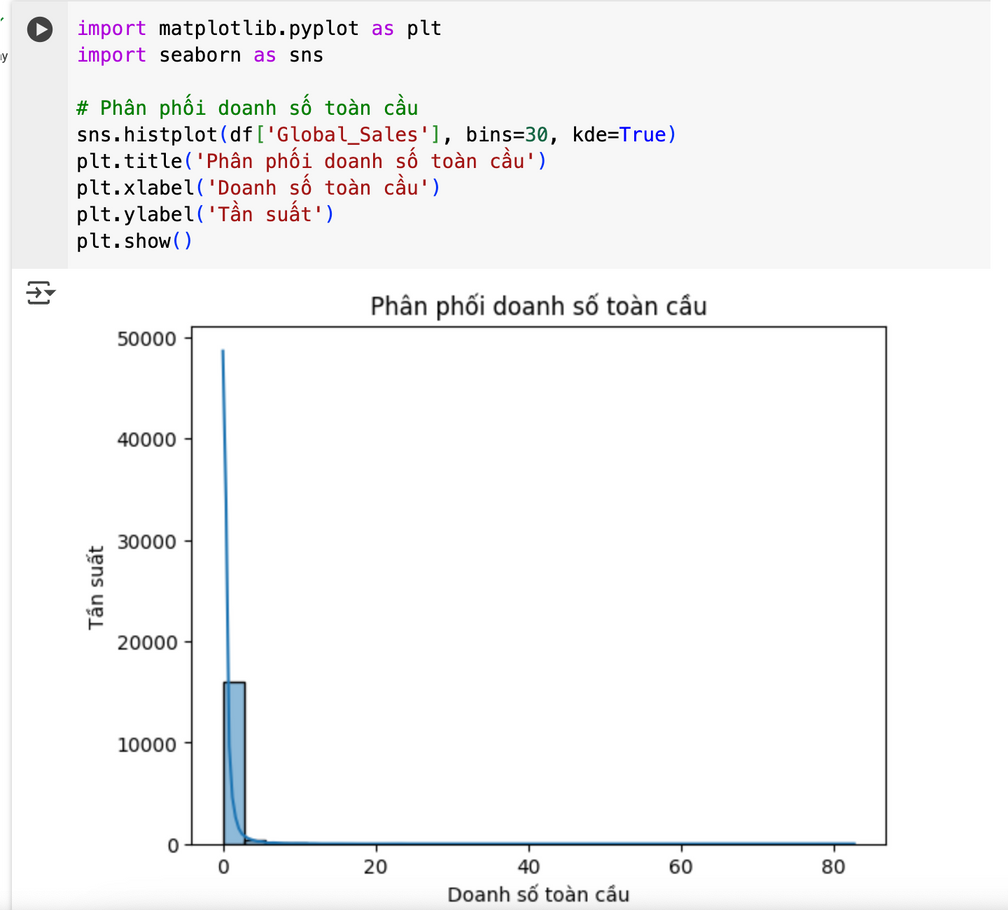 y
import matplotlib.pyplot as plt
import seaborn as sns
# Phân phối doanh số toàn cầu
sns.histplot(df['Global_Sales'], bins=30, kde=True)
plt.title('Phân phối doanh số toàn cầu')
plt.xlabel('Doanh số toàn cầu')
plt.ylabel('Tần suất')
plt.show()
Phân phối doanh số toàn cầu
50000
40000
30000
20000
10000
0
Tần suất
0 20 40 60 80
Doanh số toàn cầu